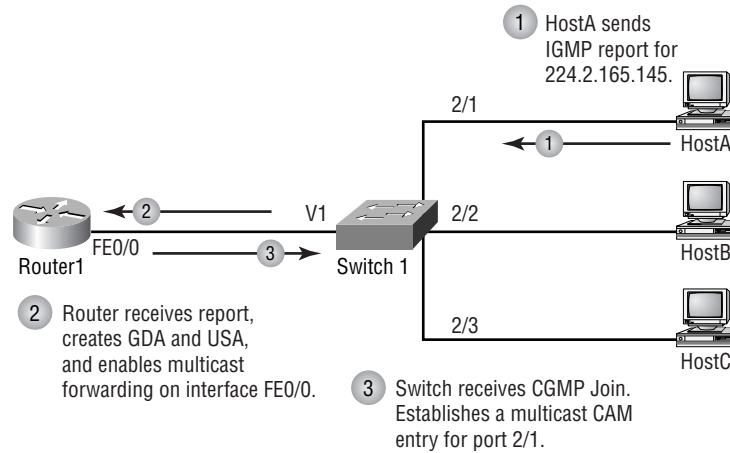 1 HostA sends
IGMP report for
224.2.165.145.
2/1
1
HostA
2
V1
2/2
FE0/0
3
Router1
Switch 1
HostB
2 Router receives report,
creates GDA and USA,
and enables multicast
forwarding on interface FE0/0.
2/3
HostC
3 Switch receives CGMP Join.
Establishes a multicast CAM
entry for port 2/1.